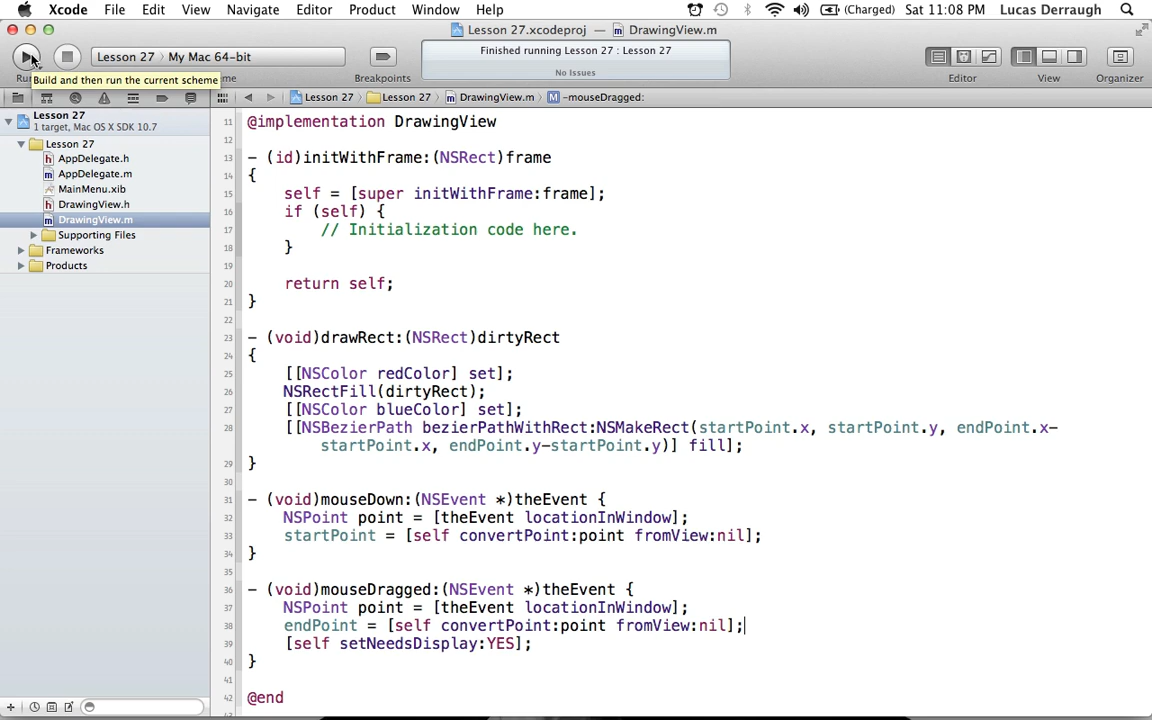 Xcode File Edit View Navigate Editor Product Window Help (Charged) Sat 11:08 PM Lucas Derraugh
Lesson 27.xcodeproj — DrawingView.m
Lesson 27 › My Mac 64-bit
Finished running Lesson 27 : Lesson 27
No Issues
Breakpoints Editor View Organizer
Build and then run the current scheme
Lesson 27 › Lesson 27 › DrawingView.m › M -mouseDragged:
Lesson 27
1 target, Mac OS X SDK 10.7
Lesson 27
h AppDelegate.h
m AppDelegate.m
MainMenu.xib
h DrawingView.h
m DrawingView.m
Supporting Files
Frameworks
Products
11 @implementation DrawingView
12
13 - (id)initWithFrame:(NSRect)frame
14 {
15 self = [super initWithFrame:frame];
16 if (self) {
17 // Initialization code here.
18 }
19
20 return self;
21 }
22
23 - (void)drawRect:(NSRect)dirtyRect
24 {
25 [[NSColor redColor] set];
26 NSRectFill(dirtyRect);
27 [[NSColor blueColor] set];
28 [[NSBezierPath bezierPathWithRect:NSMakeRect(startPoint.x, startPoint.y, endPoint.x-
startPoint.x, endPoint.y-startPoint.y)] fill];
29 }
30
31 - (void)mouseDown:(NSEvent *)theEvent {
32 NSPoint point = [theEvent locationInWindow];
33 startPoint = [self convertPoint:point fromView:nil];
34 }
35
36 - (void)mouseDragged:(NSEvent *)theEvent {
37 NSPoint point = [theEvent locationInWindow];
38 endPoint = [self convertPoint:point fromView:nil];
39 [self setNeedsDisplay:YES];
40 }
41
42 @end